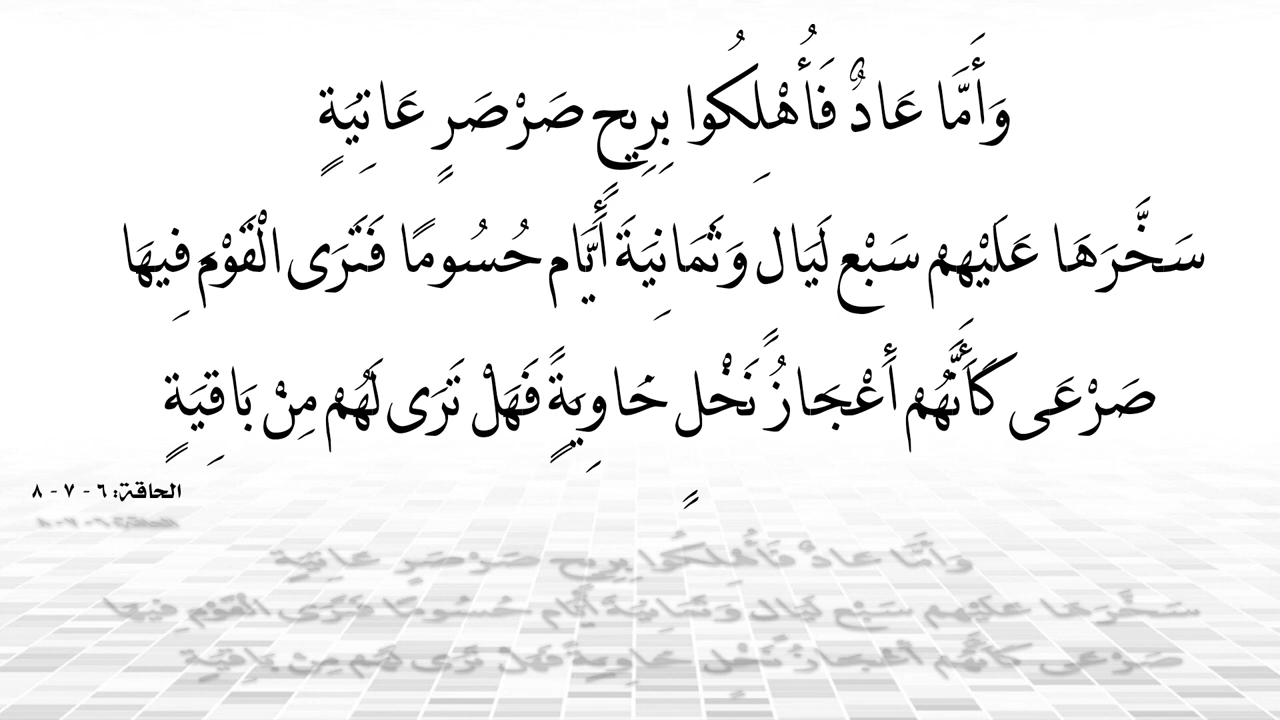 وَأَمَّا عَادٌ فَأُهْلِكُوا بِرِيحٍ صَرْصَرٍ عَاتِيَةٍ
سَخَّرَهَا عَلَيْهِمْ سَبْع لَيَال وَثَمَانِيَةَ أَيَّامٍ حُسُومًا فَتَرَى الْقَوْمَ فِيهَا
صَرْعَى كَأَنَّهُمْ أَعْجَازُ نَخْلٍ خَاوِيَةٍ فَهَلْ تَرَى لَهُمْ مِنْ بَاقِيَةٍ
الحاقة: ٦ - ٧ - ٨